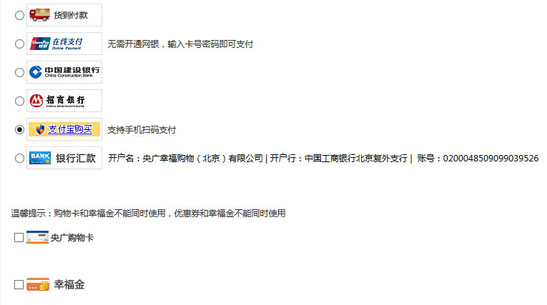 货到付款
在线支付 Online Payment 无需开通网银，输入卡号密码即可支付
中国建设银行 China Construction Bank
招商银行
支付宝购买 支持手机扫码支付
BANK 银行汇款 开户名：央广幸福购物（北京）有限公司 | 开户行：中国工商银行北京复外支行 | 账号：0200048509099039526
温馨提示：购物卡和幸福金不能同时使用，优惠券和幸福金不能同时使用
央广购物卡
幸福金